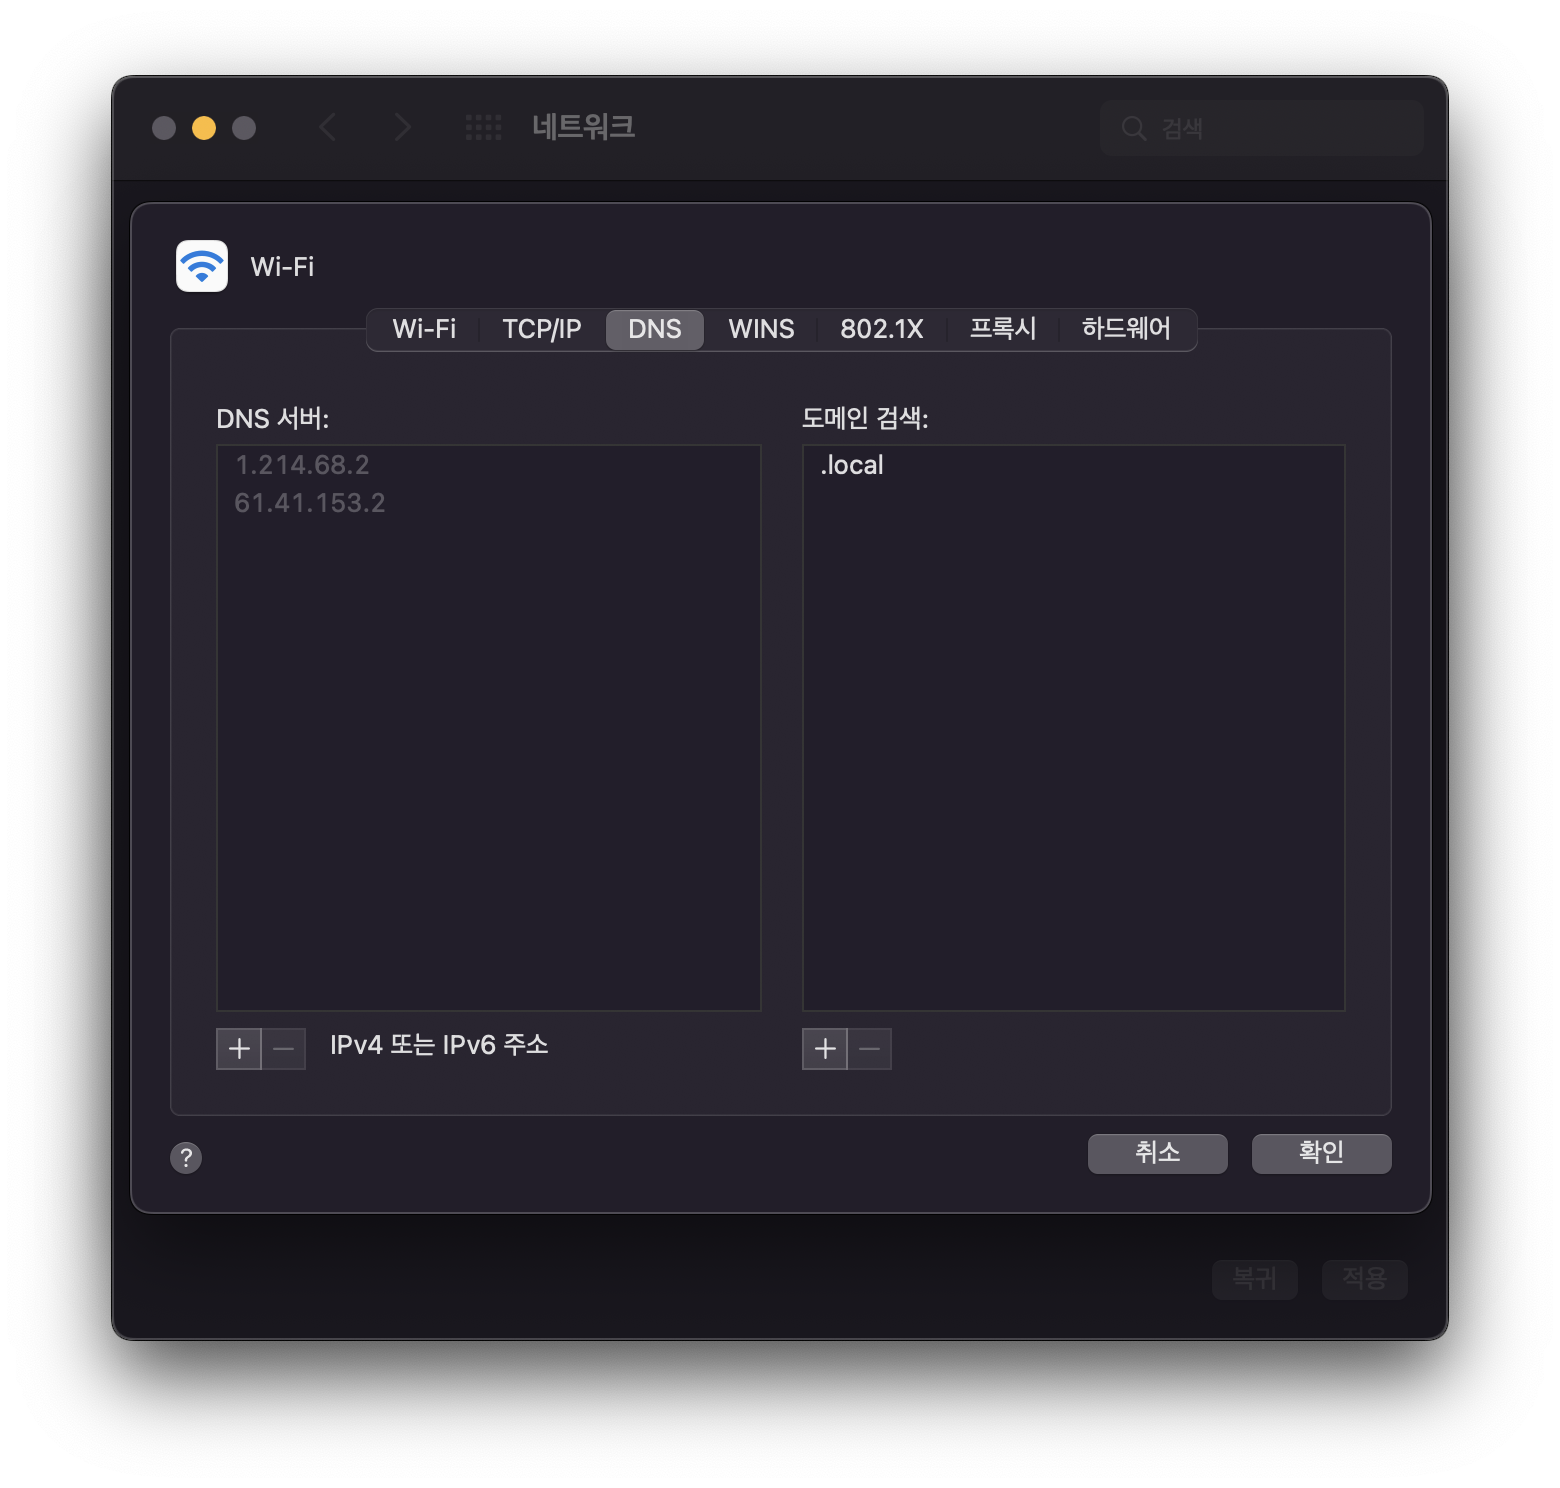 네트워크
검색
Wi-Fi
Wi-Fi TCP/IP DNS WINS 802.1X 프록시 하드웨어
DNS 서버:
1.214.68.2
61.41.153.2
도메인 검색:
.local
+ − IPv4 또는 IPv6 주소
+ −
?
취소 확인
복귀 적용